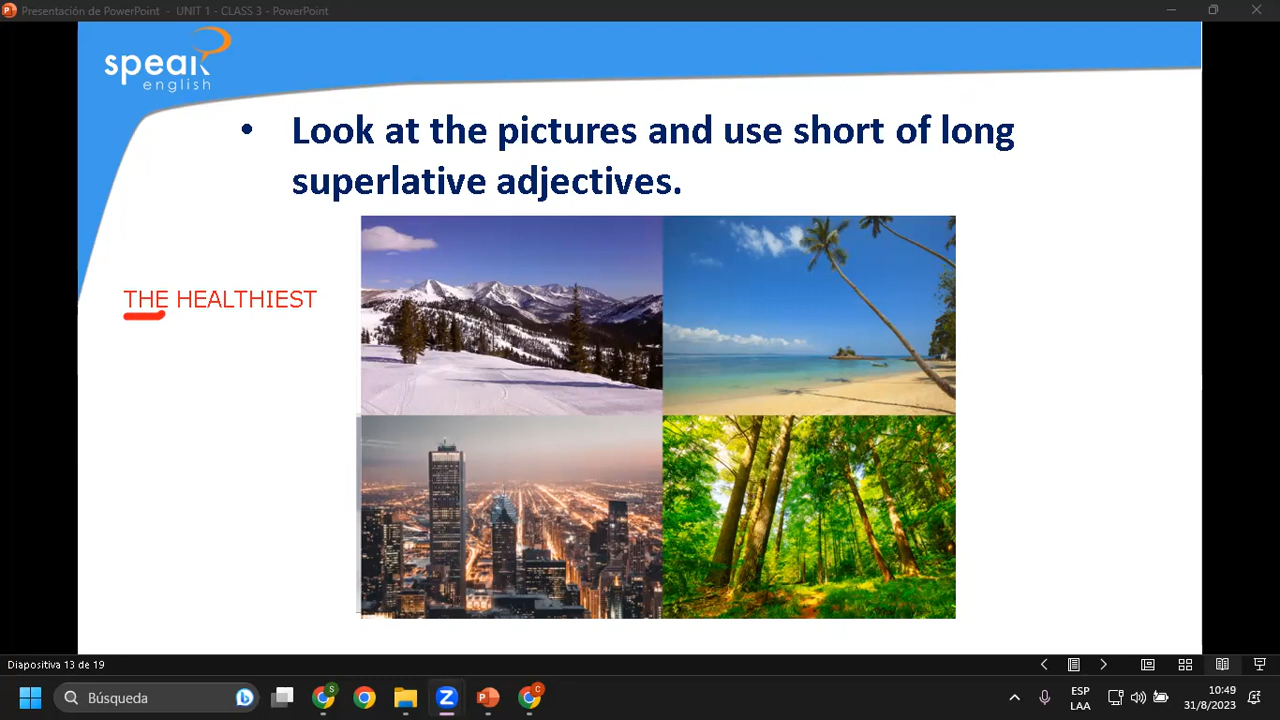 Presentación de PowerPoint - UNIT 1 - CLASS 3 - PowerPoint
speak
english
• Look at the pictures and use short of long
superlative adjectives.
THE HEALTHIEST
Diapositiva 13 de 19
Búsqueda
ESP
LAA
10:49
31/8/2023